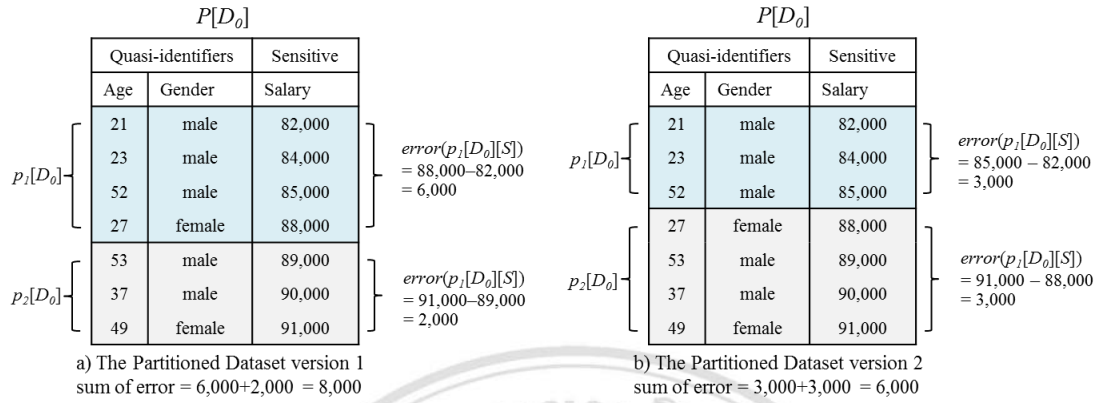 P[D₀]
Quasi-identifiers Sensitive
Age Gender Salary
21 male 82,000
23 male 84,000
52 male 85,000
27 female 88,000
53 male 89,000
37 male 90,000
49 female 91,000
p₁[D₀]
p₂[D₀]
error(p₁[D₀][S])
= 88,000–82,000
= 6,000
error(p₁[D₀][S])
= 91,000–89,000
= 2,000
a) The Partitioned Dataset version 1
sum of error = 6,000+2,000 = 8,000
P[D₀]
Quasi-identifiers Sensitive
Age Gender Salary
21 male 82,000
23 male 84,000
52 male 85,000
27 female 88,000
53 male 89,000
37 male 90,000
49 female 91,000
p₁[D₀]
p₂[D₀]
error(p₁[D₀][S])
= 85,000 – 82,000
= 3,000
error(p₁[D₀][S])
= 91,000 – 88,000
= 3,000
b) The Partitioned Dataset version 2
sum of error = 3,000+3,000 = 6,000